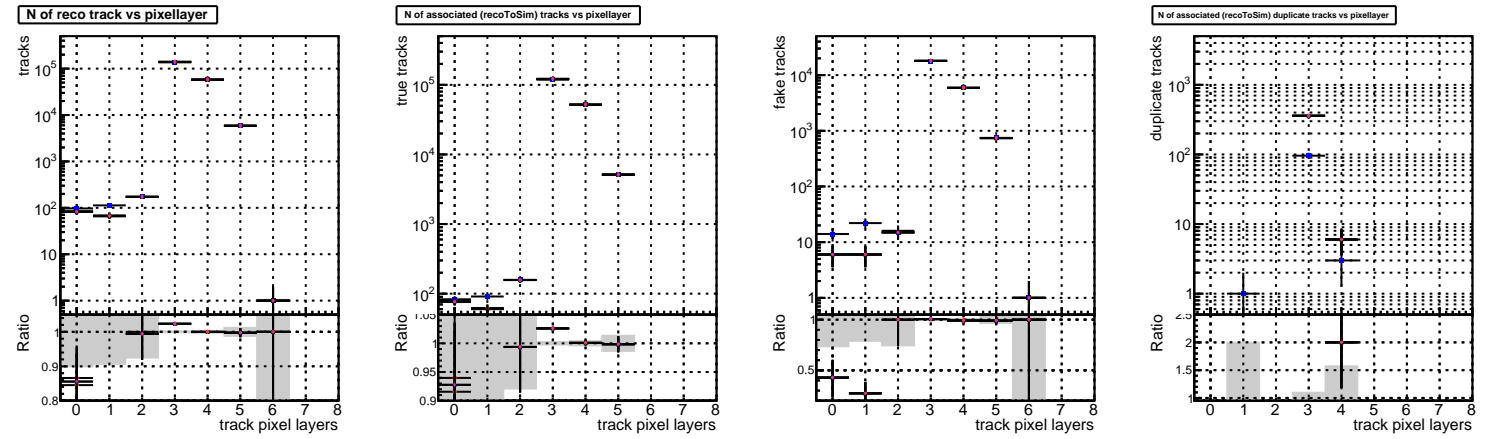 N of reco track vs pixellayer
tracks
10^5
10^4
10^3
10^2
10
1
Ratio
1
0.9
0.8
0 1 2 3 4 5 6 7 8
track pixel layers
N of associated (recoToSim) tracks vs pixellayer
true tracks
10^5
10^4
10^3
10^2
Ratio
1.05
1
0.95
0.9
0 1 2 3 4 5 6 7 8
track pixel layers
fake tracks
10^4
10^3
10^2
10
1
Ratio
1
0.5
0 1 2 3 4 5 6 7 8
track pixel layers
N of associated (recoToSim) duplicate tracks vs pixellayer
duplicate tracks
10^3
10^2
10
1
Ratio
2.5
2
1.5
1
0 1 2 3 4 5 6 7 8
track pixel layers